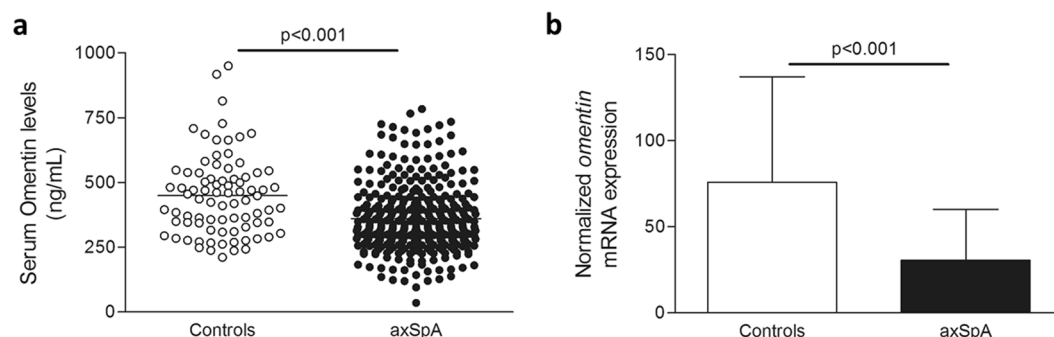 a
p<0.001
Serum Omentin levels
(ng/mL)
1000
750
500
250
0
Controls
axSpA
b
p<0.001
Normalized omentin
mRNA expression
150
100
50
0
Controls
axSpA